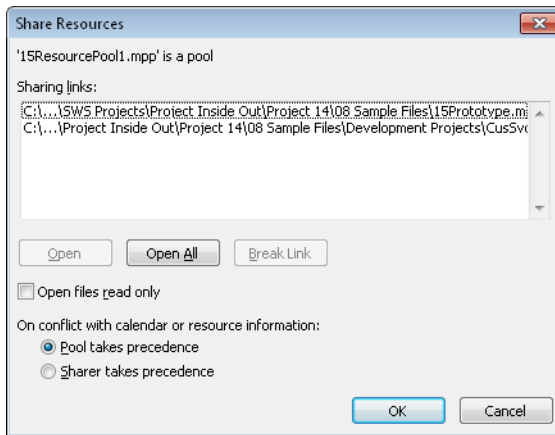 Share Resources
'15ResourcePool1.mpp' is a pool
Sharing links:
C:\...\SWS Projects\Project Inside Out\Project 14\08 Sample Files\15Prototype.m
C:\...\Project Inside Out\Project 14\08 Sample Files\Development Projects\CusSv
Open Open All Break Link
Open files read only
On conflict with calendar or resource information:
Pool takes precedence
Sharer takes precedence
OK Cancel